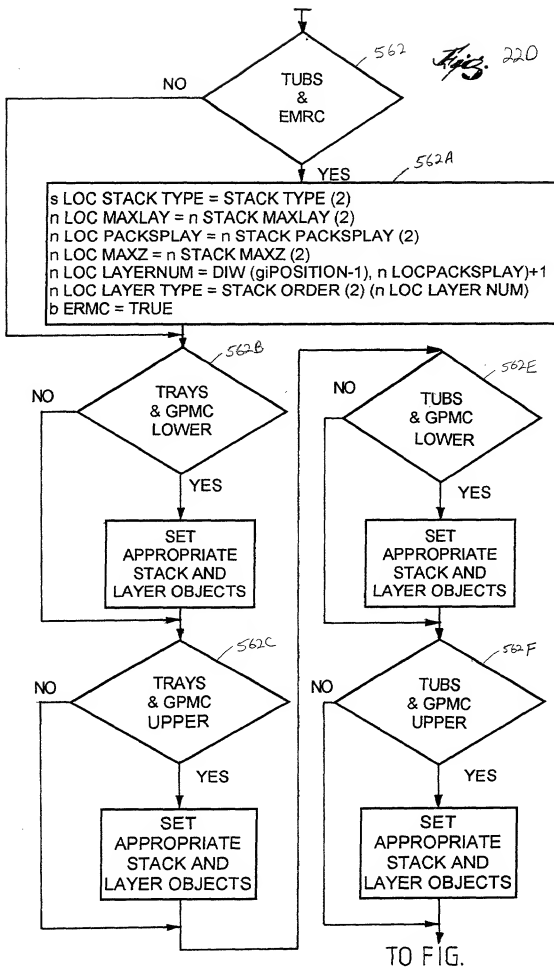 562
Fig. 22D
TUBS
& 
EMRC
NO
YES
562A
s LOC STACK TYPE = STACK TYPE (2)
n LOC MAXLAY = n STACK MAXLAY (2)
n LOC PACKSPLAY = n STACK PACKSPLAY (2)
n LOC MAXZ = n STACK MAXZ (2)
n LOC LAYERNUM = DIW (giPOSITION-1), n LOCPACKSPLAY)+1
n LOC LAYER TYPE = STACK ORDER (2) (n LOC LAYER NUM)
b ERMC = TRUE
562B
NO
TRAYS
& GPMC
LOWER
YES
SET
APPROPRIATE
STACK AND
LAYER OBJECTS
562C
NO
TRAYS
& GPMC
UPPER
YES
SET
APPROPRIATE
STACK AND
LAYER OBJECTS
562E
NO
TUBS
& GPMC
LOWER
YES
SET
APPROPRIATE
STACK AND
LAYER OBJECTS
562F
NO
TUBS
& GPMC
UPPER
YES
SET
APPROPRIATE
STACK AND
LAYER OBJECTS
TO FIG.